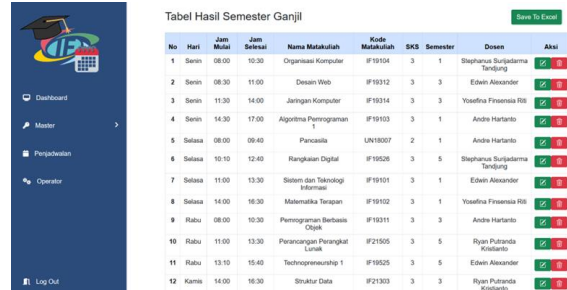 IF
Dashboard
Master
Penjadwalan
Operator
Log Out
Tabel Hasil Semester Ganjil
Save To Excel
No Hari Jam Mulai Jam Selesai Nama Matakuliah Kode Matakuliah SKS Semester Dosen Aksi
1 Senin 08:00 10:30 Organisasi Komputer IF19104 3 1 Stephanus Surijadarma Tandjung
2 Senin 08:30 11:00 Desain Web IF19312 3 3 Edwin Alexander
3 Senin 11:30 14:00 Jaringan Komputer IF19314 3 3 Yosefina Finsensia Riti
4 Senin 14:30 17:00 Algoritma Pemrograman 1 IF19103 3 1 Andre Hartanto
5 Selasa 08:00 09:40 Pancasila UN18007 2 1 Andre Hartanto
6 Selasa 10:10 12:40 Rangkaian Digital IF19526 3 5 Stephanus Surijadarma Tandjung
7 Selasa 11:00 13:30 Sistem dan Teknologi Informasi IF19101 3 1 Edwin Alexander
8 Selasa 14:00 16:30 Matematika Terapan IF19102 3 1 Yosefina Finsensia Riti
9 Rabu 08:00 10:30 Pemrograman Berbasis Objek IF19311 3 3 Andre Hartanto
10 Rabu 11:00 13:30 Perancangan Perangkat Lunak IF21505 3 5 Ryan Putranda Kristianto
11 Rabu 13:10 15:40 Technopreneurship 1 IF19525 3 5 Edwin Alexander
12 Kamis 14:00 16:30 Struktur Data IF21303 3 3 Ryan Putranda Kristianto